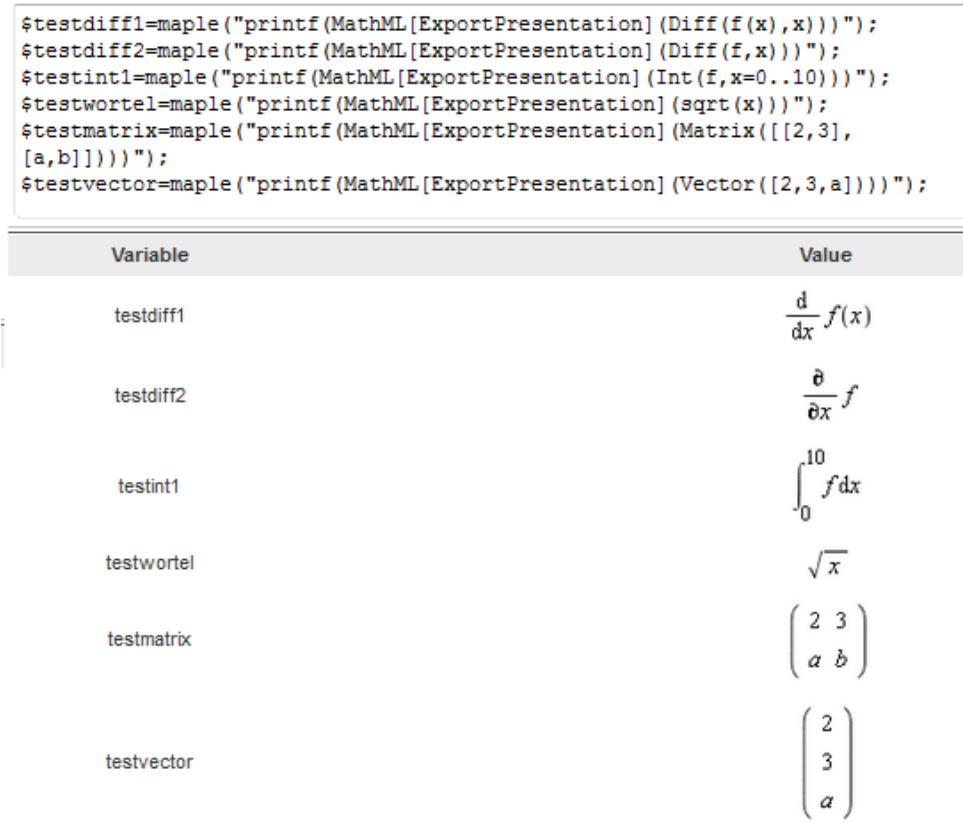 $testdiff1=maple("printf(MathML[ExportPresentation](Diff(f(x),x)))");
$testdiff2=maple("printf(MathML[ExportPresentation](Diff(f,x)))");
$testint1=maple("printf(MathML[ExportPresentation](Int(f,x=0..10)))");
$testwortel=maple("printf(MathML[ExportPresentation](sqrt(x)))");
$testmatrix=maple("printf(MathML[ExportPresentation](Matrix([[2,3],
[a,b]])))");
$testvector=maple("printf(MathML[ExportPresentation](Vector([2,3,a])))");
Variable Value
testdiff1 d/dx f(x)
testdiff2 ∂/∂x f
testint1 ∫₀¹⁰ f dx
testwortel √x
testmatrix (2 3
a b)
testvector (2
3
a)